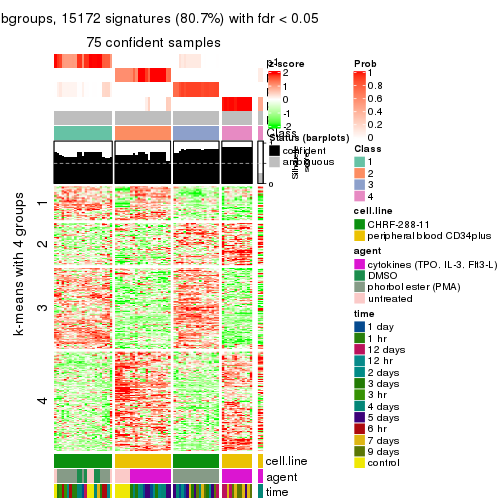 bgroups, 15172 signatures (80.7%) with fdr < 0.05
75 confident samples
z-score
2
1
0
-1
-2
Class
Status (barplots)
confident
ambiguous
0
k-means with 4 groups
1
2
3
4
cell.line
agent
time
Prob
1
0.8
0.6
0.4
0.2
0
Class
1
2
3
4
cell.line
CHRF-288-11
peripheral blood CD34plus
agent
cytokines (TPO, IL-3, Flt3-L)
DMSO
phorbol ester (PMA)
untreated
time
1 day
1 hr
12 days
12 hr
2 days
3 days
3 hr
4 days
5 days
6 hr
7 days
9 days
control